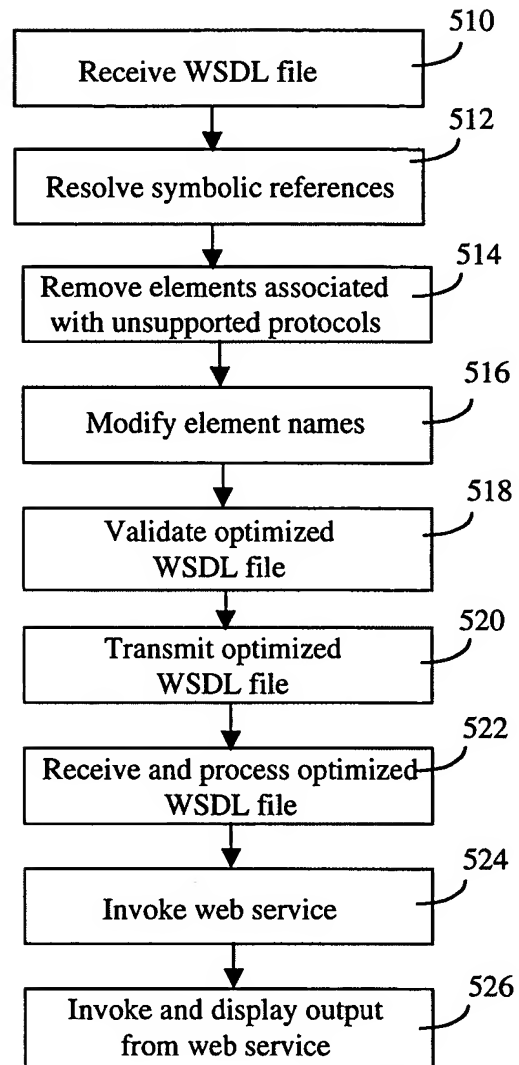 510
Receive WSDL file
512
Resolve symbolic references
514
Remove elements associated
with unsupported protocols
516
Modify element names
518
Validate optimized
WSDL file
520
Transmit optimized
WSDL file
522
Receive and process optimized
WSDL file
524
Invoke web service
526
Invoke and display output
from web service